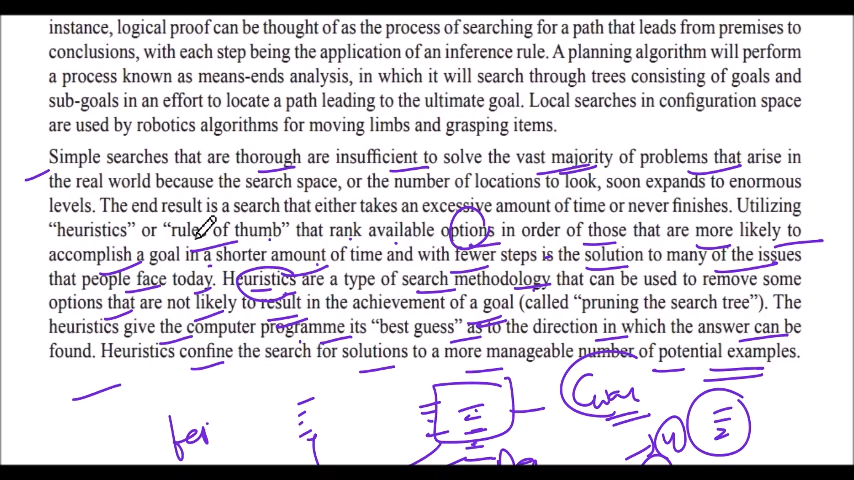 instance, logical proof can be thought of as the process of searching for a path that leads from premises to
conclusions, with each step being the application of an inference rule. A planning algorithm will perform
a process known as means-ends analysis, in which it will search through trees consisting of goals and
sub-goals in an effort to locate a path leading to the ultimate goal. Local searches in configuration space
are used by robotics algorithms for moving limbs and grasping items.
Simple searches that are thorough are insufficient to solve the vast majority of problems that arise in
the real world because the search space, or the number of locations to look, soon expands to enormous
levels. The end result is a search that either takes an excessive amount of time or never finishes. Utilizing
“heuristics” or “rule of thumb” that rank available options in order of those that are more likely to
accomplish a goal in a shorter amount of time and with fewer steps is the solution to many of the issues
that people face today. Heuristics are a type of search methodology that can be used to remove some
options that are not likely to result in the achievement of a goal (called “pruning the search tree”). The
heuristics give the computer programme its “best guess” as to the direction in which the answer can be
found. Heuristics confine the search for solutions to a more manageable number of potential examples.